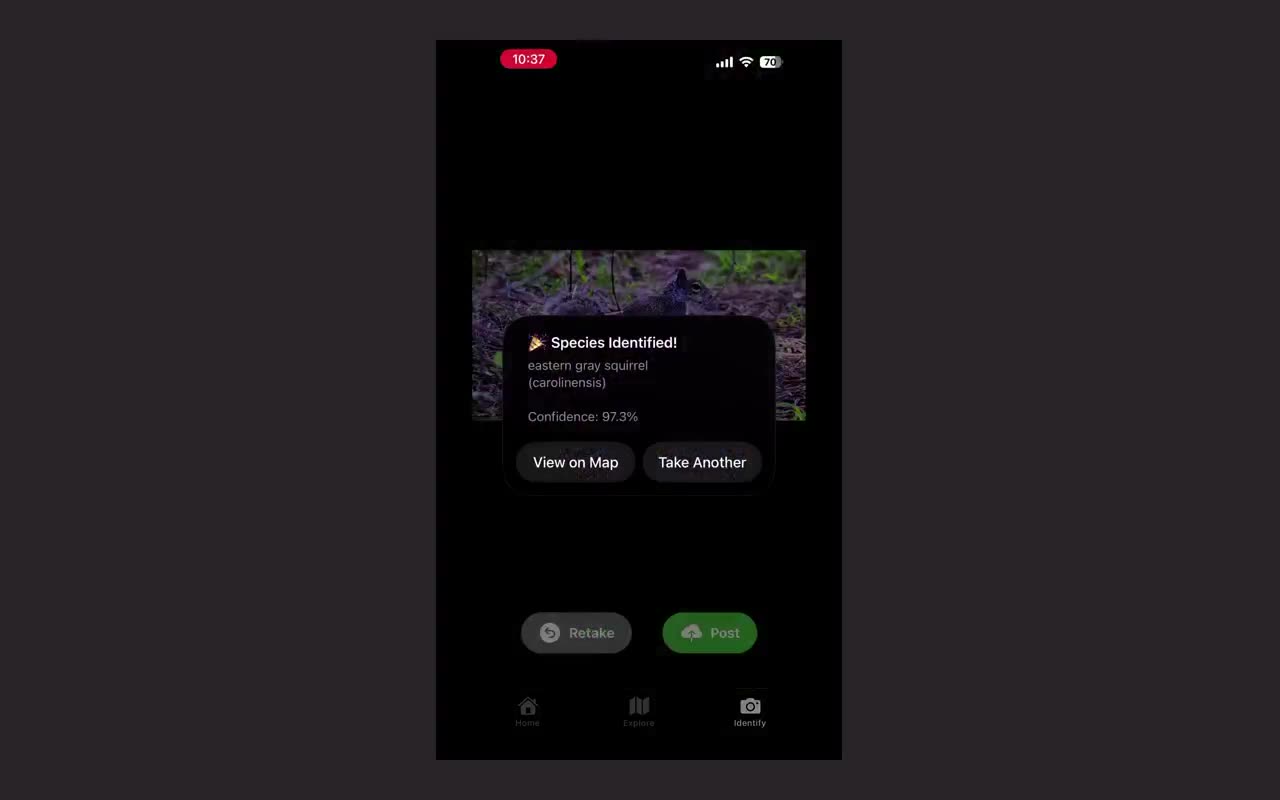 10:37
70
🎉 Species Identified!
eastern gray squirrel
(carolinensis)
Confidence: 97.3%
View on Map
Take Another
Retake
Post
Home
Explore
Identify